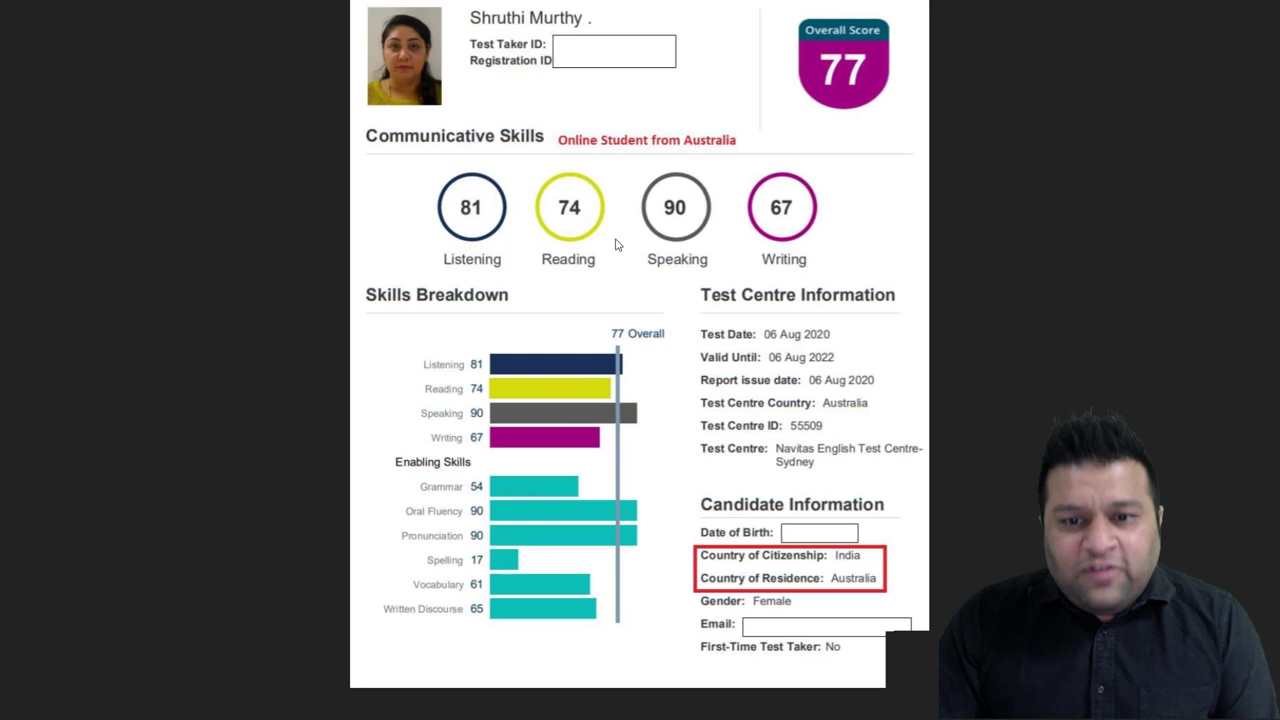 Shruthi Murthy .
Test Taker ID:
Registration ID
Overall Score
77
Communicative Skills
Online Student from Australia
81
74
90
67
Listening
Reading
Speaking
Writing
Skills Breakdown
77 Overall
Listening 81
Reading 74
Speaking 90
Writing 67
Enabling Skills
Grammar 54
Oral Fluency 90
Pronunciation 90
Spelling 17
Vocabulary 61
Written Discourse 65
Test Centre Information
Test Date: 06 Aug 2020
Valid Until: 06 Aug 2022
Report issue date: 06 Aug 2020
Test Centre Country: Australia
Test Centre ID: 55509
Test Centre: Navitas English Test Centre-
Sydney
Candidate Information
Date of Birth:
Country of Citizenship: India
Country of Residence: Australia
Gender: Female
Email:
First-Time Test Taker: No